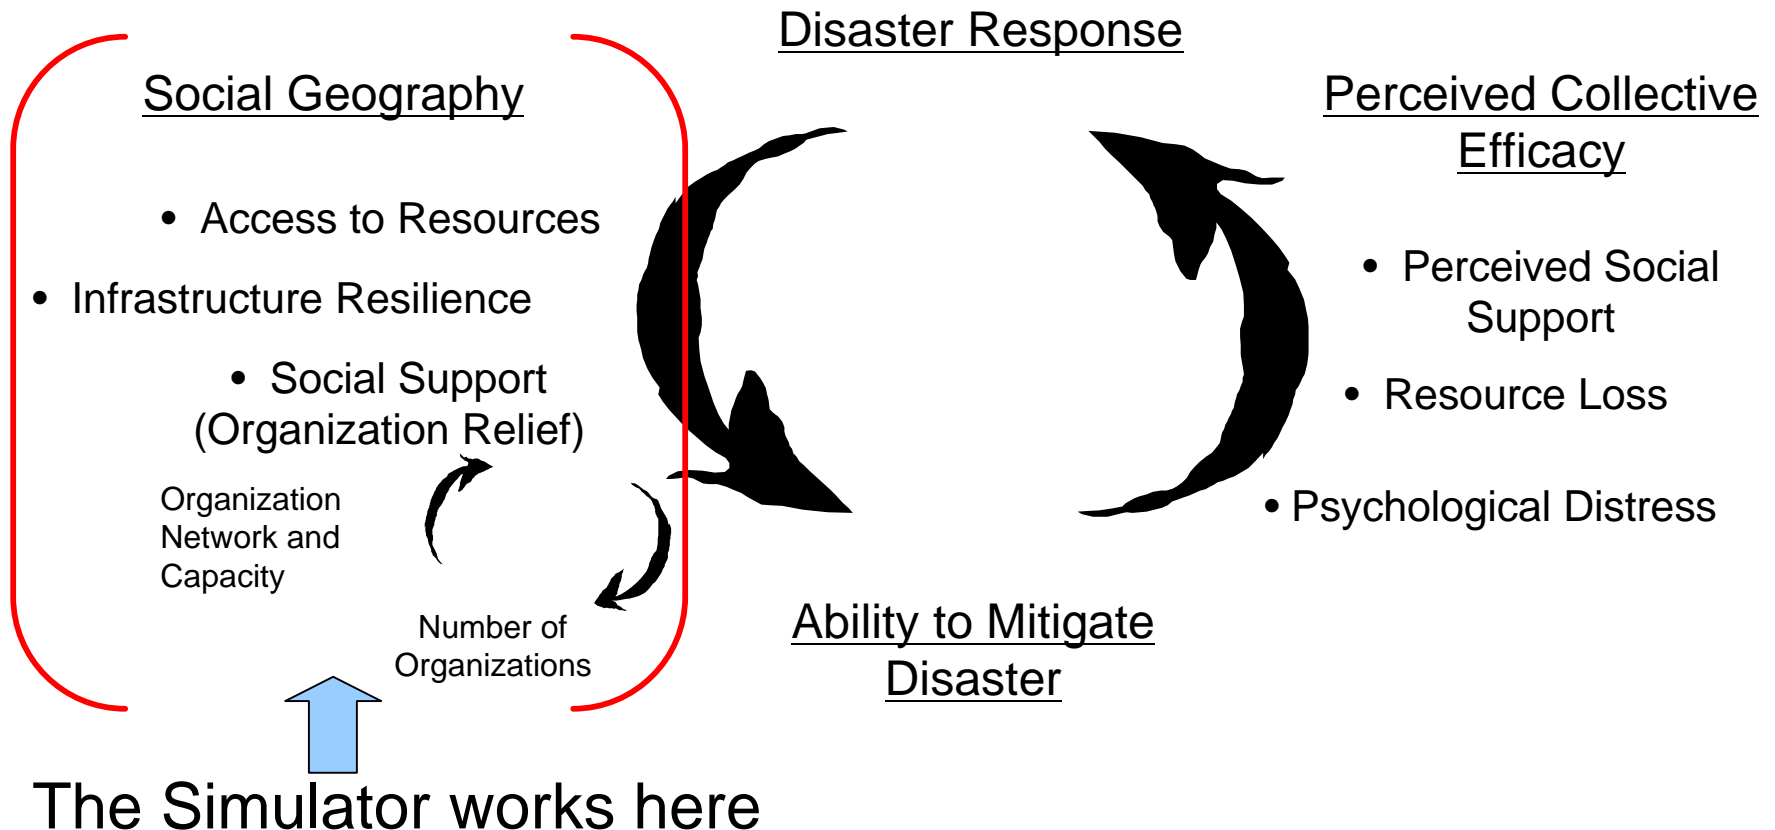 Disaster Response
Social Geography
• Access to Resources
• Infrastructure Resilience
• Social Support
(Organization Relief)
Organization
Network and
Capacity
Number of
Organizations
The Simulator works here
Ability to Mitigate
Disaster
Perceived Collective
Efficacy
• Perceived Social
Support
• Resource Loss
• Psychological Distress